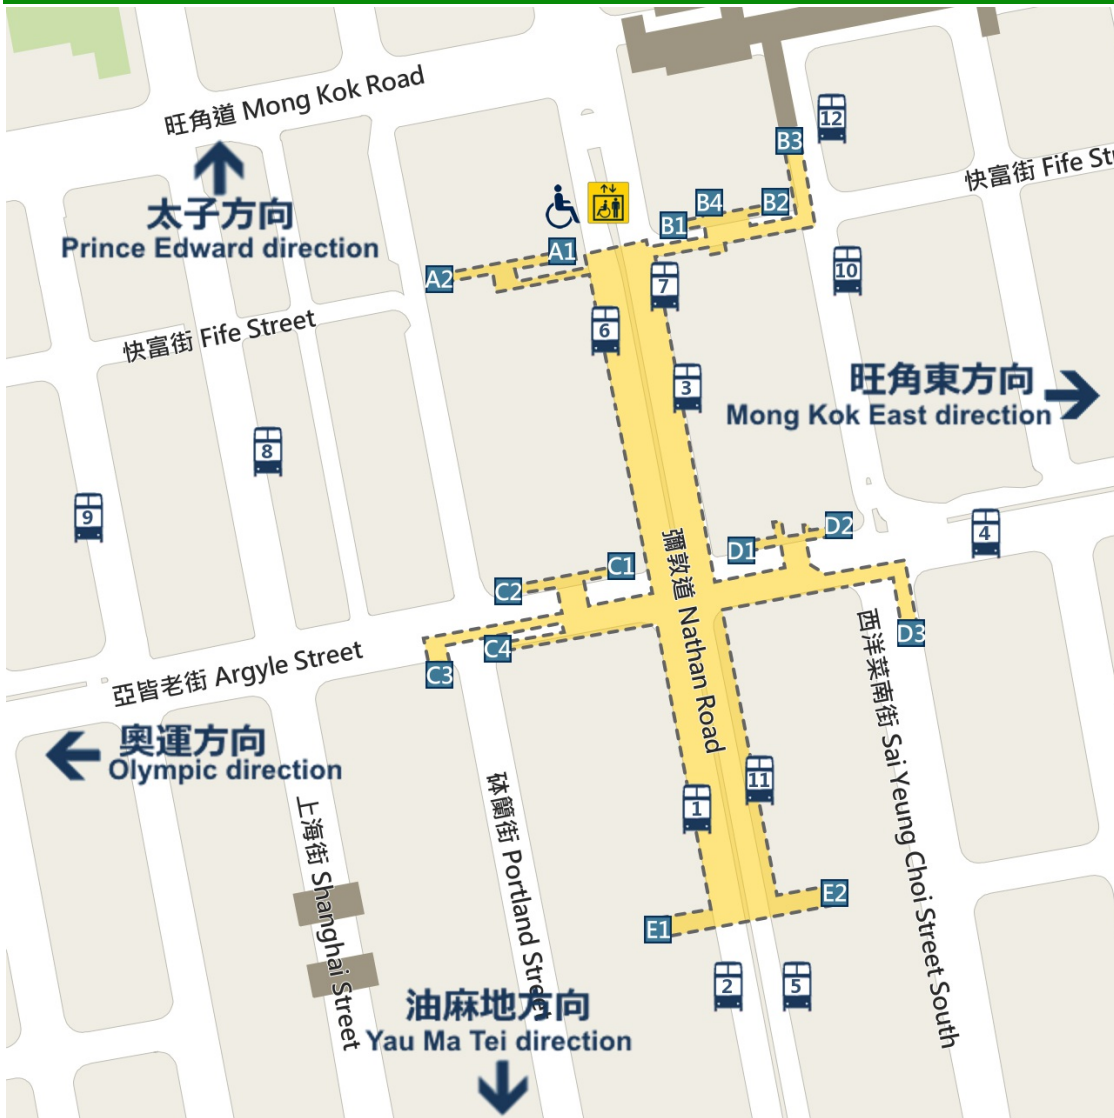 旺角道 Mong Kok Road
12
B3
快富街 Fife St
太子方向
Prince Edward direction
B4
B2
B1
A1
A2
10
7
6
快富街 Fife Street
旺角東方向
Mong Kok East direction
3
8
9
4
D2
D1
彌敦道 Nathan Road
C1
C2
D3
C4
C3
西洋菜南街 Sai Yeung Choi Street South
亞皆老街 Argyle Street
奧運方向
Olympic direction
11
1
砵蘭街 Portland Street
上海街 Shanghai Street
E2
E1
2
5
油麻地方向
Yau Ma Tei direction